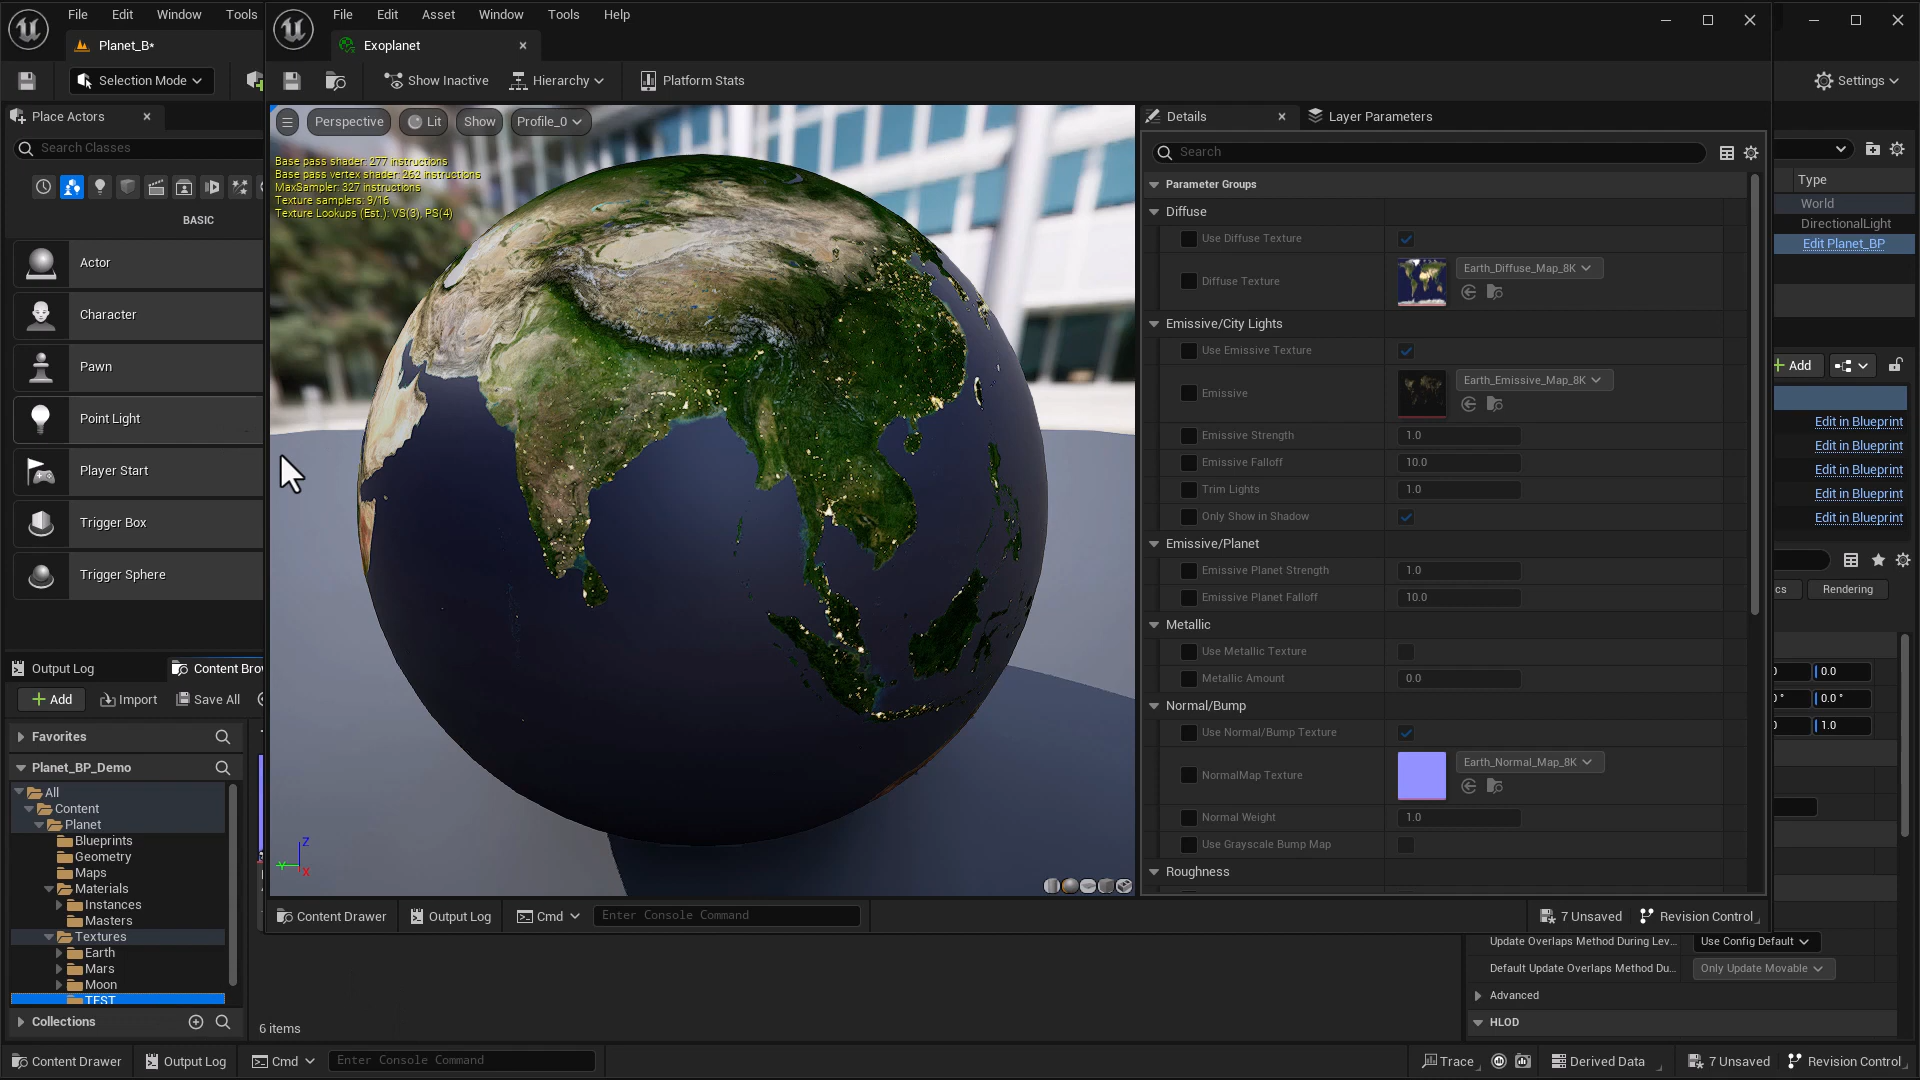 File Edit Window Tools
Planet_B*
Selection Mode
File Edit Asset Window Tools Help
Exoplanet
Show Inactive
Hierarchy
Platform Stats
Settings
Place Actors
Search Classes
BASIC
Actor
Character
Pawn
Point Light
Player Start
Trigger Box
Trigger Sphere
Perspective
Lit
Show
Profile_0
Base pass shader: 277 instructions
Base pass vertex shader: 262 instructions
MaxSampler: 327 instructions
Texture samplers: 9/16
Texture Lookups (Est.): VS(3), PS(4)
Z
Y
X
Details
Layer Parameters
Search
Parameter Groups
Diffuse
Use Diffuse Texture
Diffuse Texture
Earth_Diffuse_Map_8K
Emissive/City Lights
Use Emissive Texture
Emissive
Earth_Emissive_Map_8K
Emissive Strength 1.0
Emissive Falloff 10.0
Trim Lights 1.0
Only Show in Shadow
Emissive/Planet
Emissive Planet Strength 1.0
Emissive Planet Falloff 10.0
Metallic
Use Metallic Texture
Metallic Amount 0.0
Normal/Bump
Use Normal/Bump Texture
NormalMap Texture
Earth_Normal_Map_8K
Normal Weight 1.0
Use Grayscale Bump Map
Roughness
Type
World
DirectionalLight
Edit Planet_BP
Add
Edit in Blueprint
Edit in Blueprint
Edit in Blueprint
Edit in Blueprint
Edit in Blueprint
cs
Rendering
0.0
0.0 °
1.0
Content Drawer
Output Log
Cmd
Enter Console Command
7 Unsaved
Revision Control
Update Overlaps Method During Lev...
Use Config Default
Default Update Overlaps Method Du...
Only Update Movable
Advanced
HLOD
Output Log
Content Brow
Add
Import
Save All
Favorites
Planet_BP_Demo
All
Content
Planet
Blueprints
Geometry
Maps
Materials
Instances
Masters
Textures
Earth
Mars
Moon
TEST
Collections
6 items
Content Drawer
Output Log
Cmd
Enter Console Command
Trace
Derived Data
7 Unsaved
Revision Control